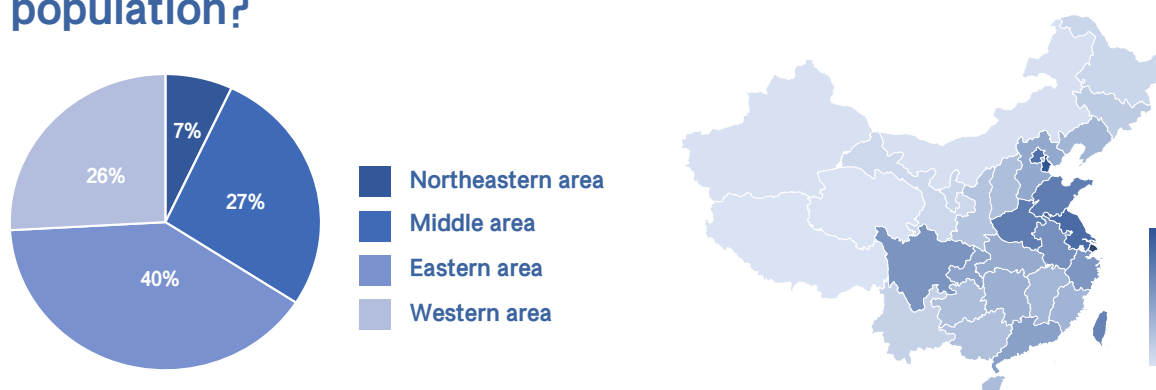 population?
7%
27%
26%
40%
Northeastern area
Middle area
Eastern area
Western area